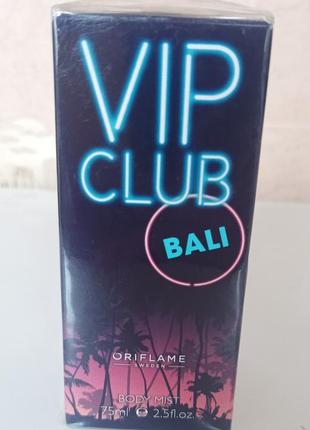 VIP
CLUB
BALI
ORIFLAME
SWEDEN
BODY MIST
75ml ℮ 2.5fl.oz.